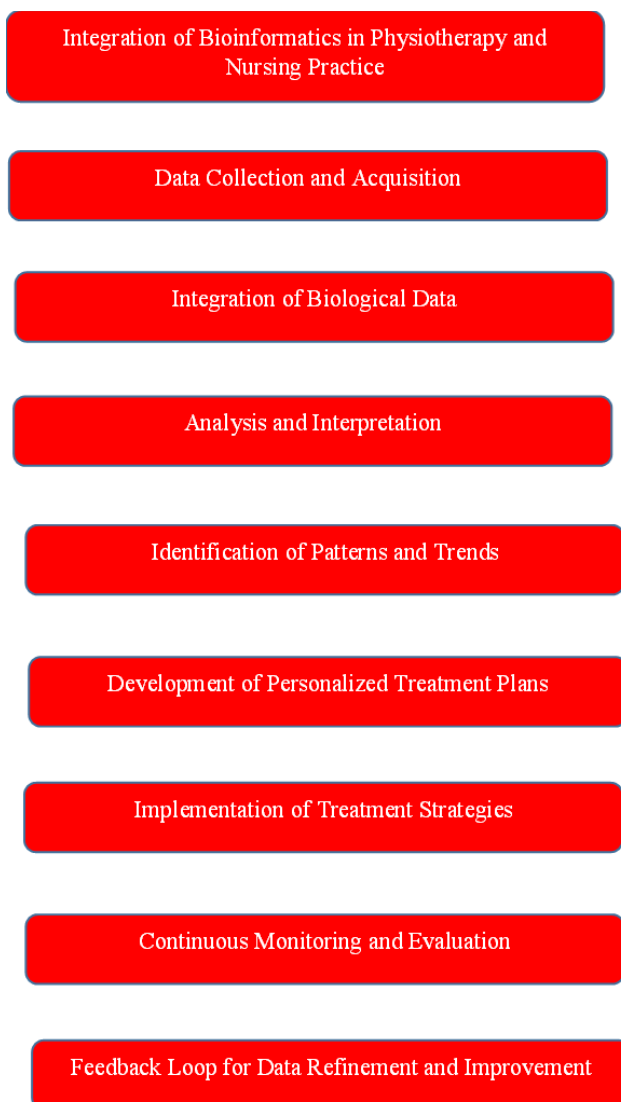 Integration of Bioinformatics in Physiotherapy and
Nursing Practice
Data Collection and Acquisition
Integration of Biological Data
Analysis and Interpretation
Identification of Patterns and Trends
Development of Personalized Treatment Plans
Implementation of Treatment Strategies
Continuous Monitoring and Evaluation
Feedback Loop for Data Refinement and Improvement